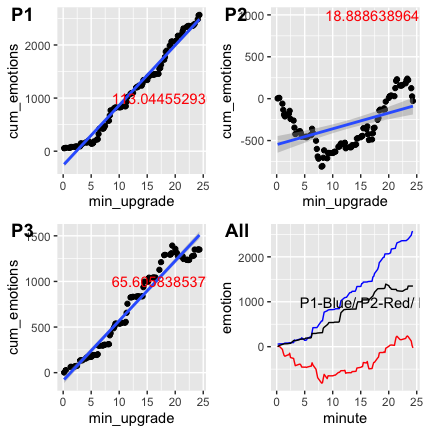 P1
cum_emotions
2000
1000
0
113.04455293
0 5 10 15 20 25
min_upgrade
P2
cum_emotions
1000
500
0
-500
18.888638964
0 5 10 15 20 25
min_upgrade
P3
cum_emotions
1500
1000
500
0
0 5 10 15 20 25
min_upgrade
All
emotion
2000
1000
0
P1-Blue/ P2-Red/
0 5 10 15 20 25
minute